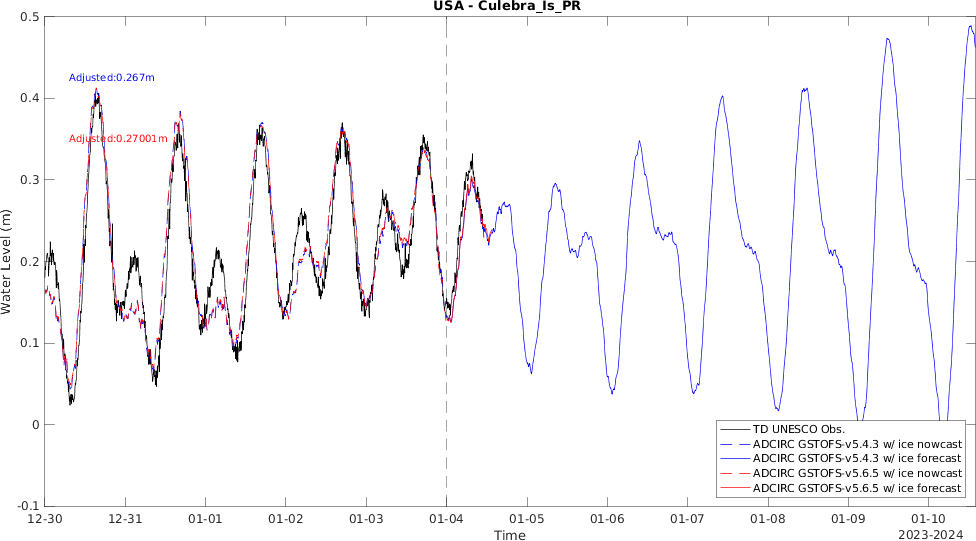 USA - Culebra_Is_PR
0.5
Adjusted:0.267m
0.4
Adjusted:0.27001m
0.3
Water Level (m)
0.2
0.1
0
TD UNESCO Obs.
ADCIRC GSTOFS-v5.4.3 w/ ice nowcast
ADCIRC GSTOFS-v5.4.3 w/ ice forecast
ADCIRC GSTOFS-v5.6.5 w/ ice nowcast
ADCIRC GSTOFS-v5.6.5 w/ ice forecast
-0.1
12-30 12-31 01-01 01-02 01-03 01-04 01-05 01-06 01-07 01-08 01-09 01-10
Time
2023-2024